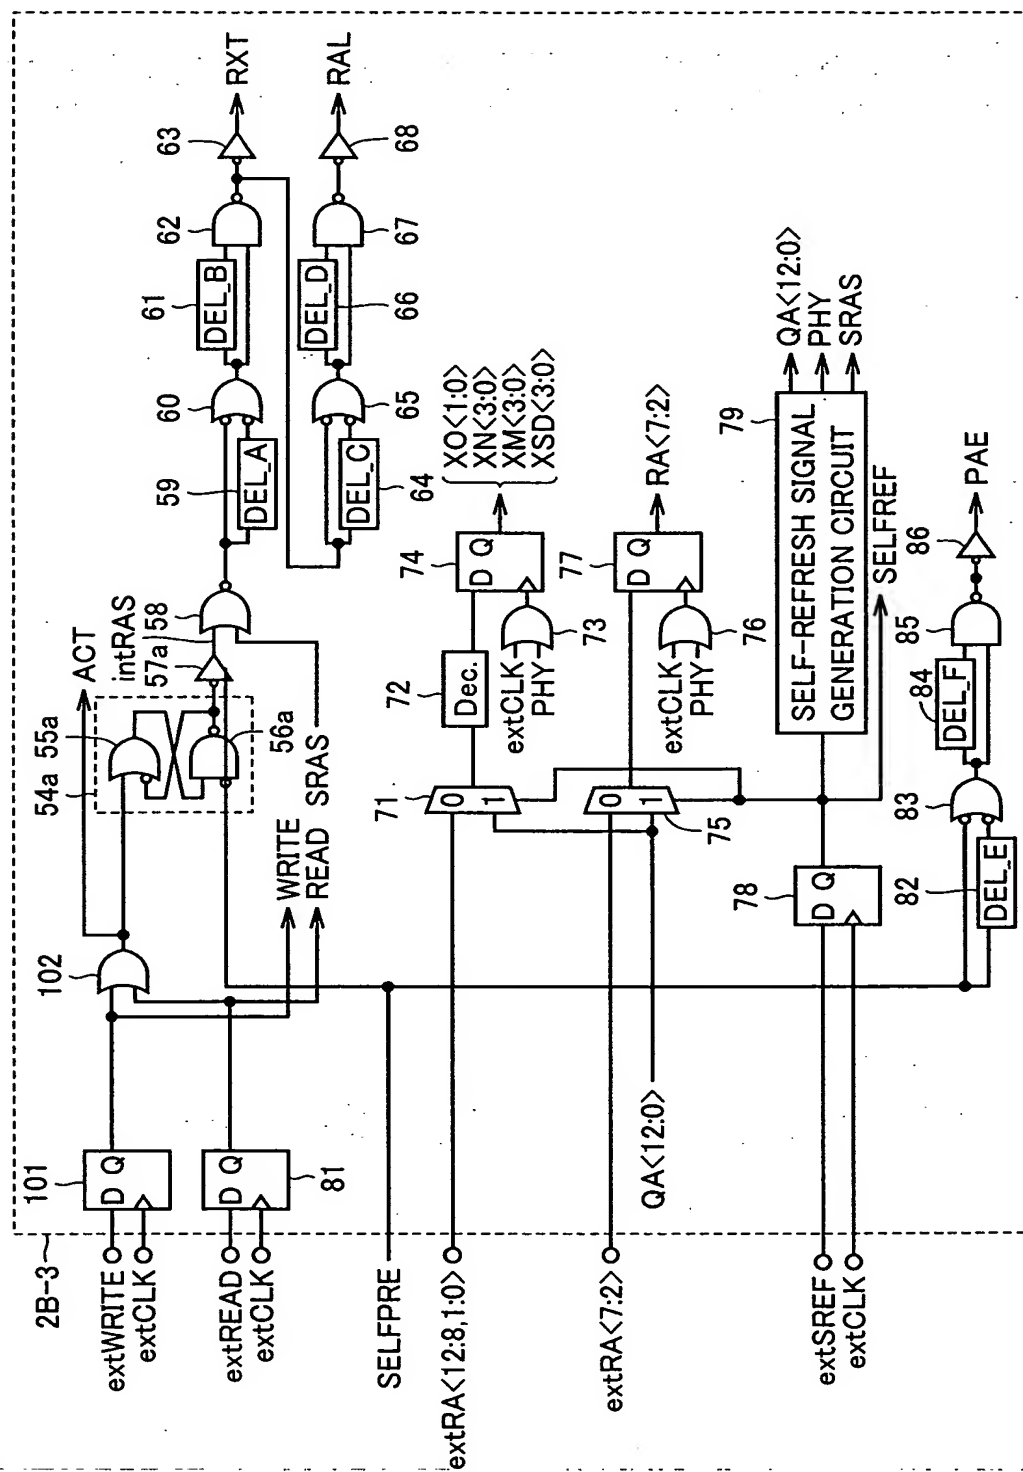 2B-3
extWRITE
extCLK
101
D Q
extREAD
extCLK
81
D Q
102
ACT
WRITE
READ
SRAS
54a
55a
56a
intRAS
57a
58
59
DEL_A
60
61
DEL_B
62
63
RXT
64
DEL_C
65
66
DEL_D
67
68
RAL
SELFPRE
extRA<12:8,1:0>
71
0
1
72
Dec.
extCLK
PHY
73
74
D Q
XO<1:0>
XN<3:0>
XM<3:0>
XSD<3:0>
extRA<7:2>
QA<12:0>
75
0
1
extCLK
PHY
76
77
D Q
RA<7:2>
extSREF
extCLK
78
D Q
79
SELF-REFRESH SIGNAL
GENERATION CIRCUIT
QA<12:0>
PHY
SRAS
SELFREF
82
DEL_E
83
84
DEL_F
85
86
PAE